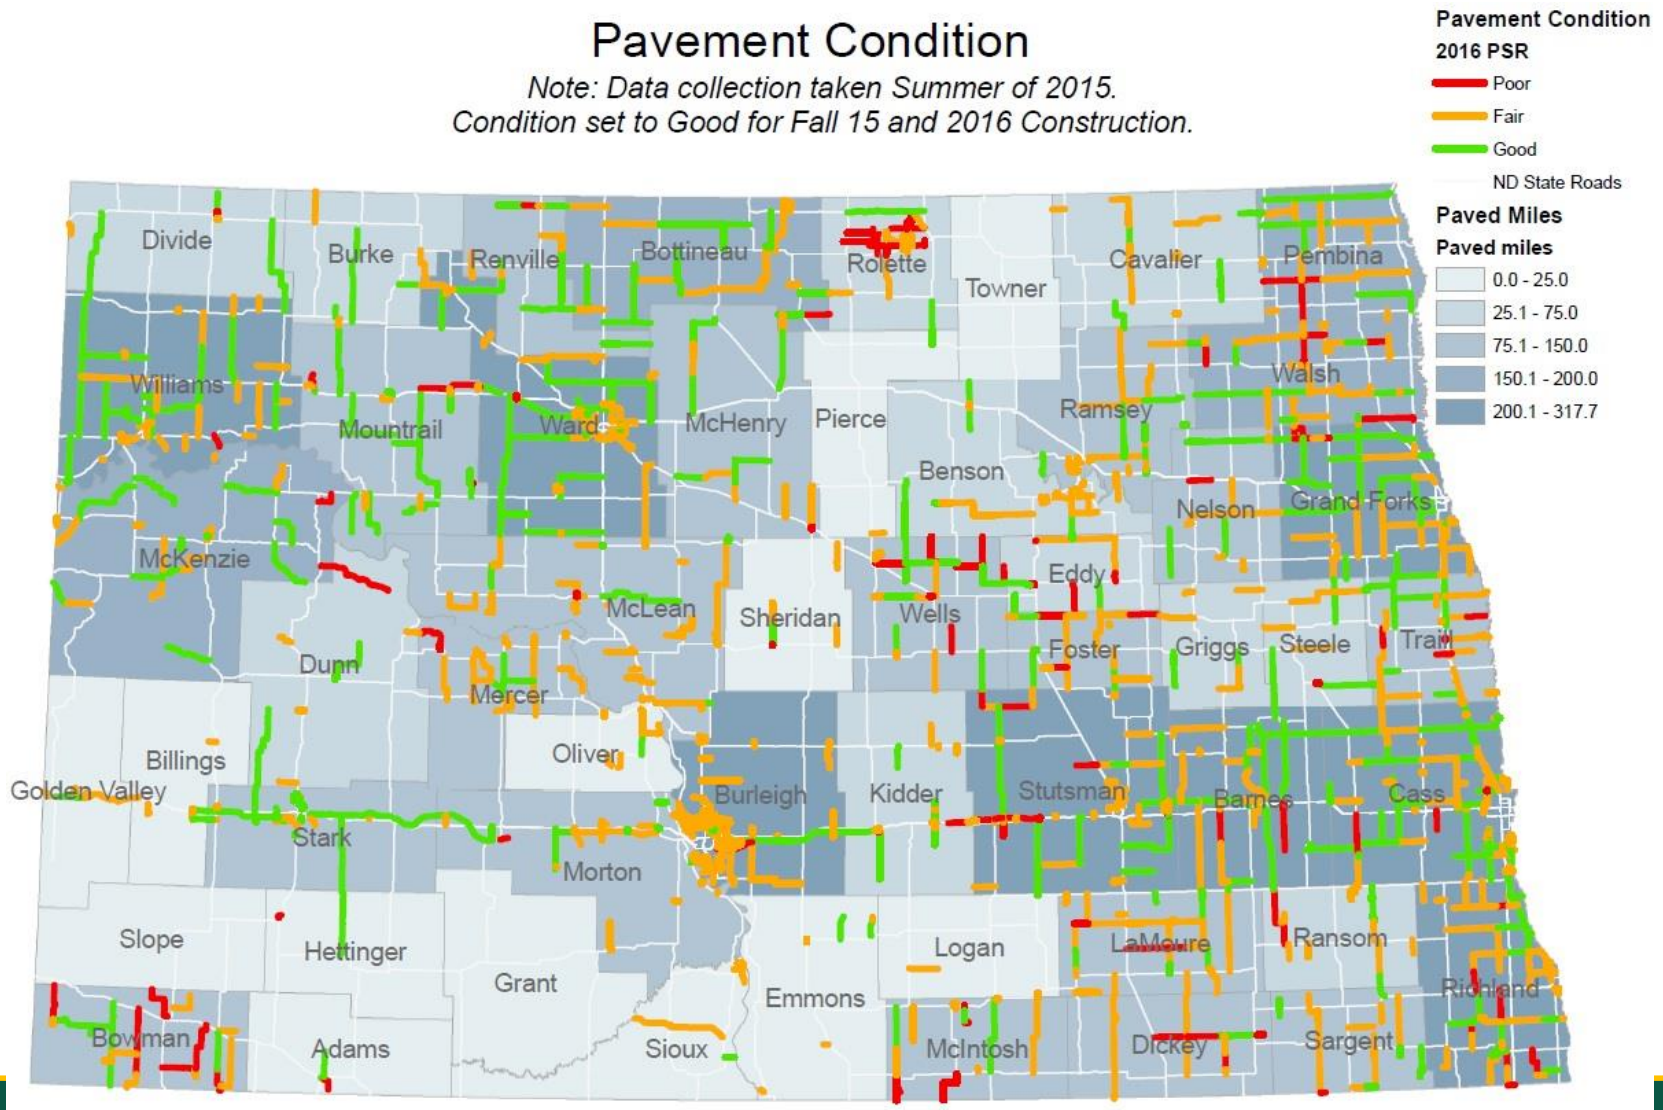 Pavement Condition
Note: Data collection taken Summer of 2015.
Condition set to Good for Fall 15 and 2016 Construction.
Pavement Condition
2016 PSR
Poor
Fair
Good
ND State Roads
Paved Miles
Paved miles
0.0 - 25.0
25.1 - 75.0
75.1 - 150.0
150.1 - 200.0
200.1 - 317.7
Divide
Burke
Renville
Bottineau
Rolette
Towner
Cavalier
Pembina
Williams
Mountrail
Ward
McHenry
Pierce
Benson
Ramsey
Walsh
Nelson
Grand Forks
McKenzie
McLean
Sheridan
Wells
Eddy
Foster
Griggs
Steele
Traill
Dunn
Mercer
Oliver
Billings
Golden Valley
Stark
Morton
Burleigh
Kidder
Stutsman
Barnes
Cass
Slope
Hettinger
Grant
Emmons
Logan
LaMoure
Ransom
Richland
Bowman
Adams
Sioux
McIntosh
Dickey
Sargent